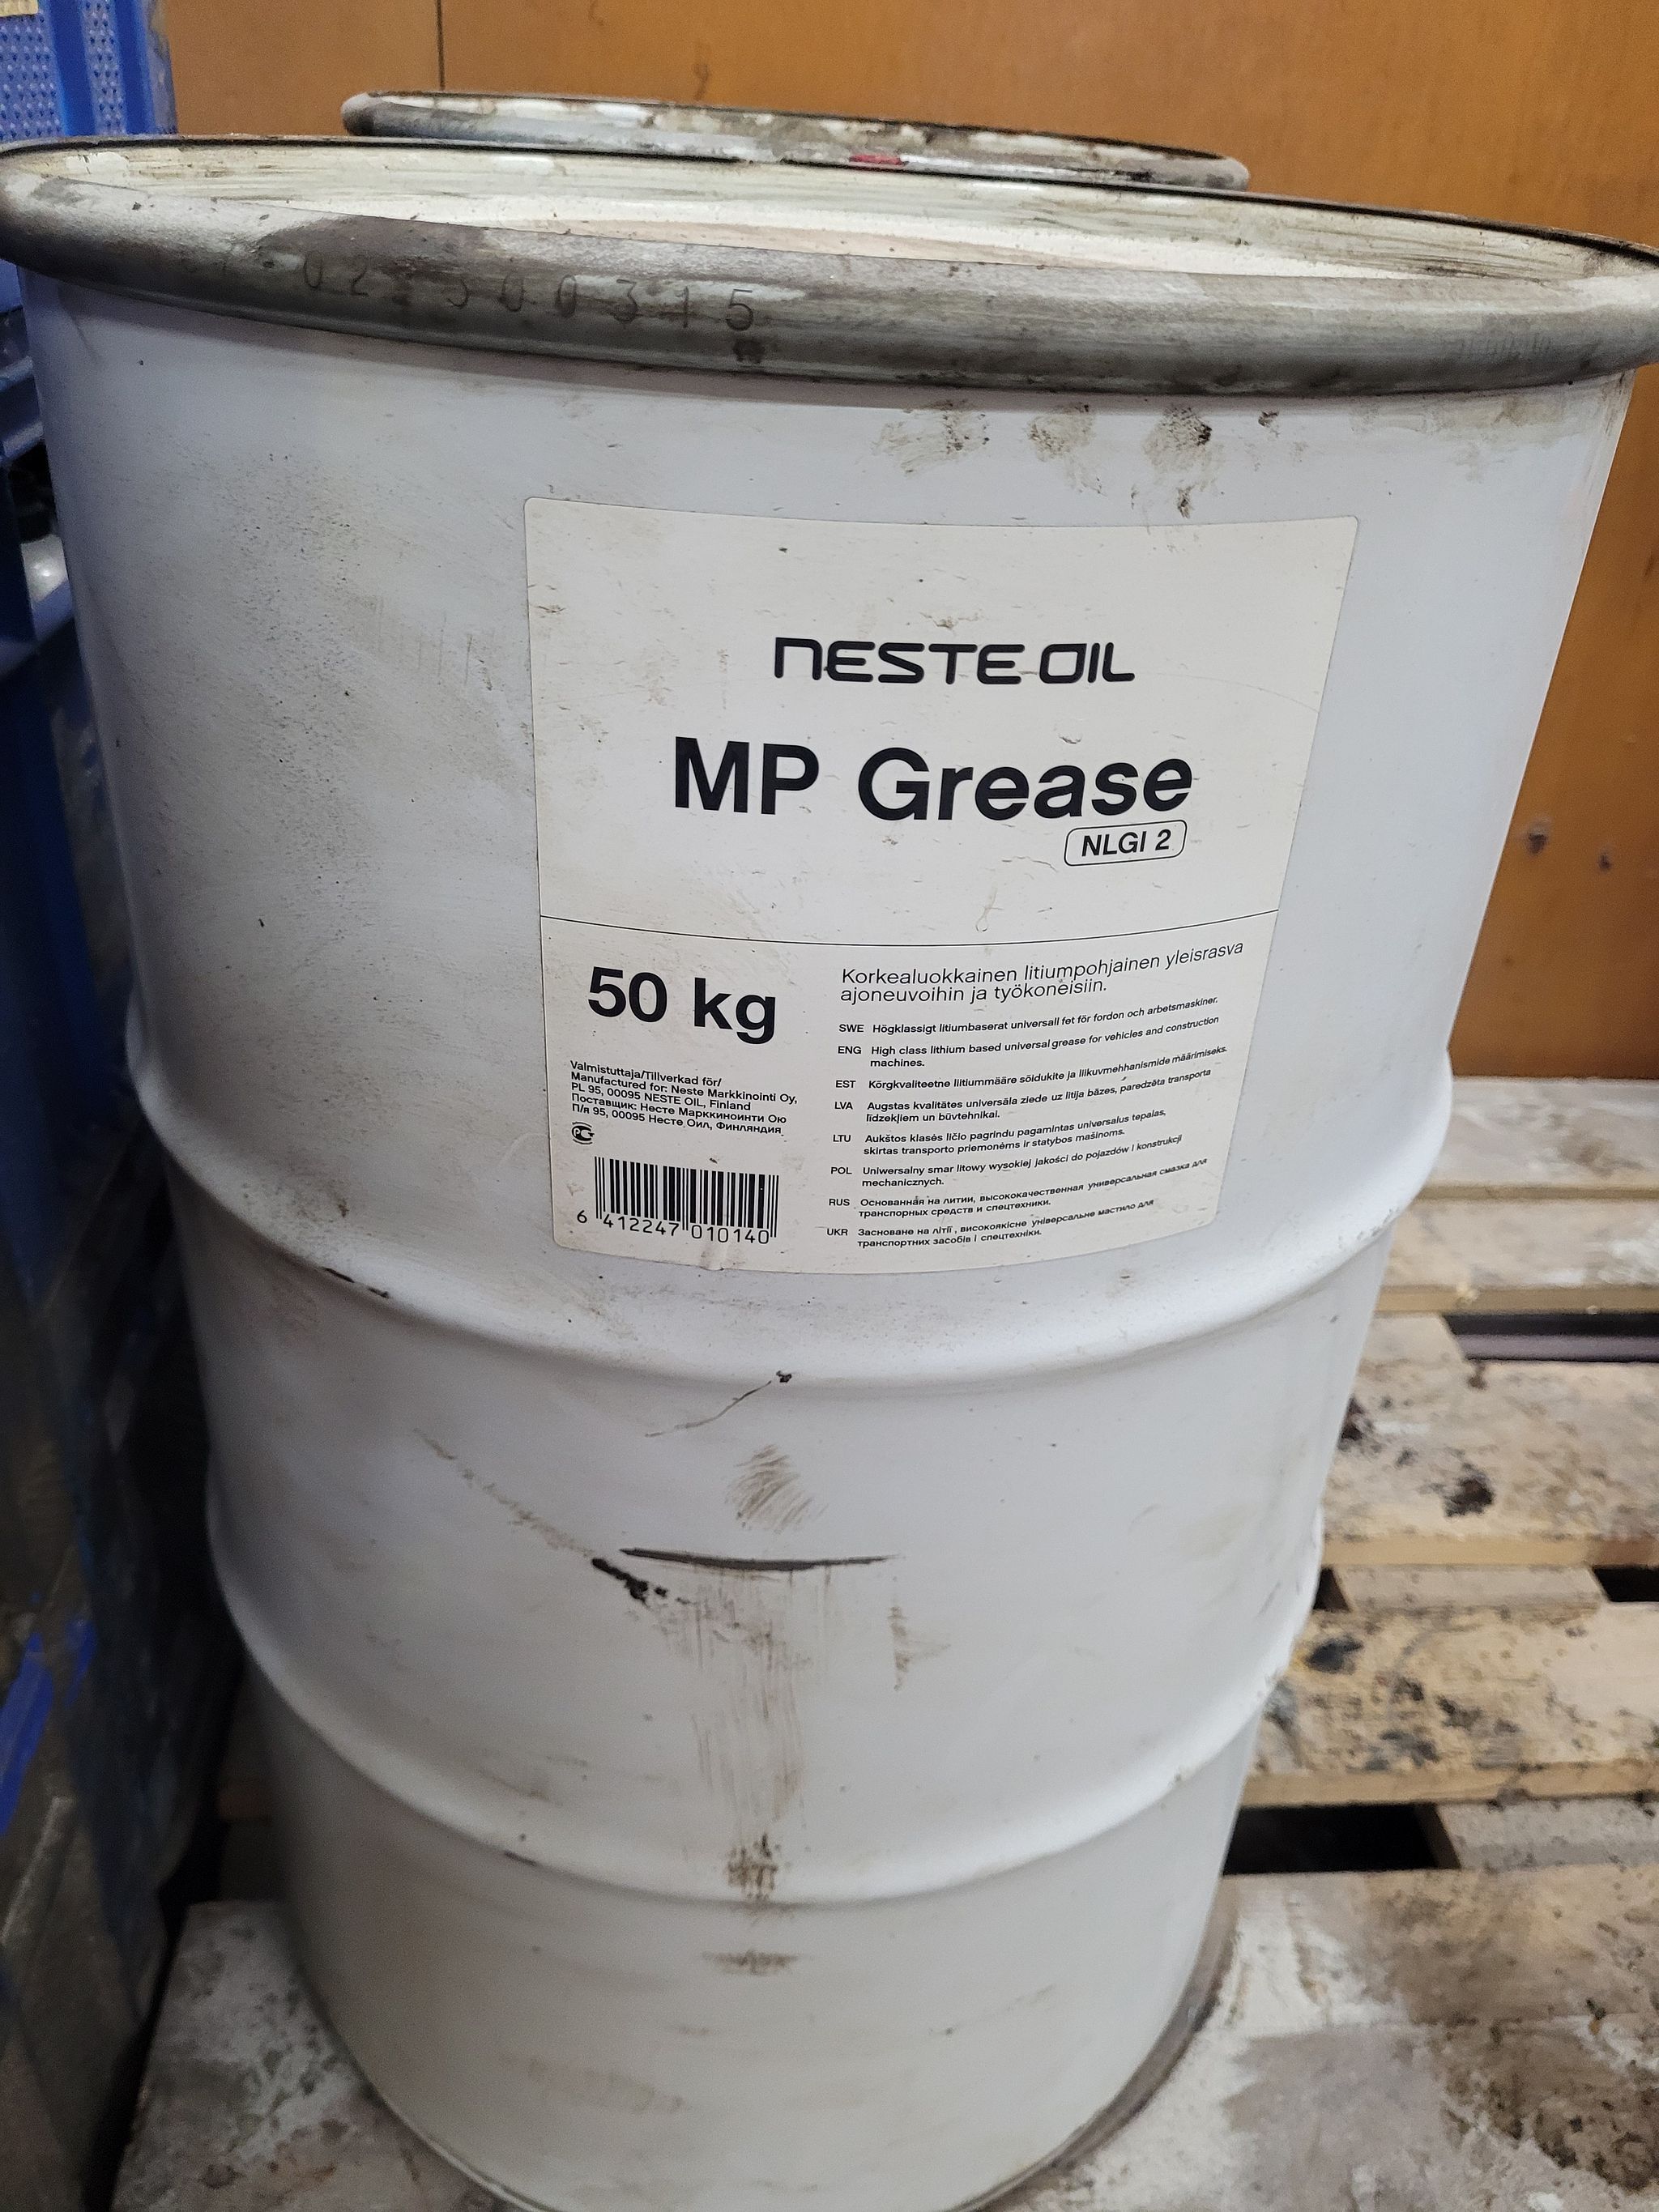 02 500315
NESTE OIL
MP Grease
NLGI 2
50 kg
Korkealuokkainen litiumpohjainen yleisrasva
ajoneuvoihin ja työkoneisiin.
SWE Högklassigt litiumbaserat universall fet för fordon och arbetsmaskiner.
ENG High class lithium based universal grease for vehicles and construction
machines.
EST Kõrgkvaliteetne liitiummääre sõidukite ja liikuvmehhanismide määrimiseks.
LVA Augstas kvalitātes universāla ziede uz litija bāzes, paredzēta transporta
līdzekļiem un būvtehnikai.
LTU Aukštos klasės ličio pagrindu pagamintas universalus tepalas,
skirtas transporto priemonėms ir statybos mašinoms.
POL Uniwersalny smar litowy wysokiej jakości do pojazdów i konstrukcji
mechanicznych.
RUS Основанная на литии, высококачественная универсальная смазка для
транспорных средств и спецтехники.
UKR Засноване на літії , високоякісне універсальне мастило для
транспортних засобів і спецтехніки.
Valmistuttaja/Tillverkad för/
Manufactured for: Neste Markkinointi Oy,
PL 95, 00095 NESTE OIL, Finland
Поставщик: Несте Марккиноинти Ою
П/я 95, 00095 Несте Оил, Финляндия
6 412247 010140